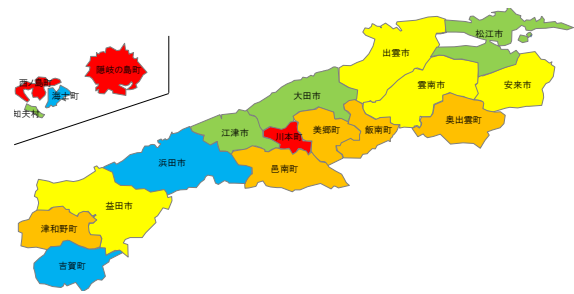 松江市
出雲市
隠岐の島町
西ノ島町
海士町
雲南市
安来市
大田市
知夫村
奥出雲町
美郷町
飯南町
江津市
川本町
浜田市
邑南町
益田市
津和野町
吉賀町